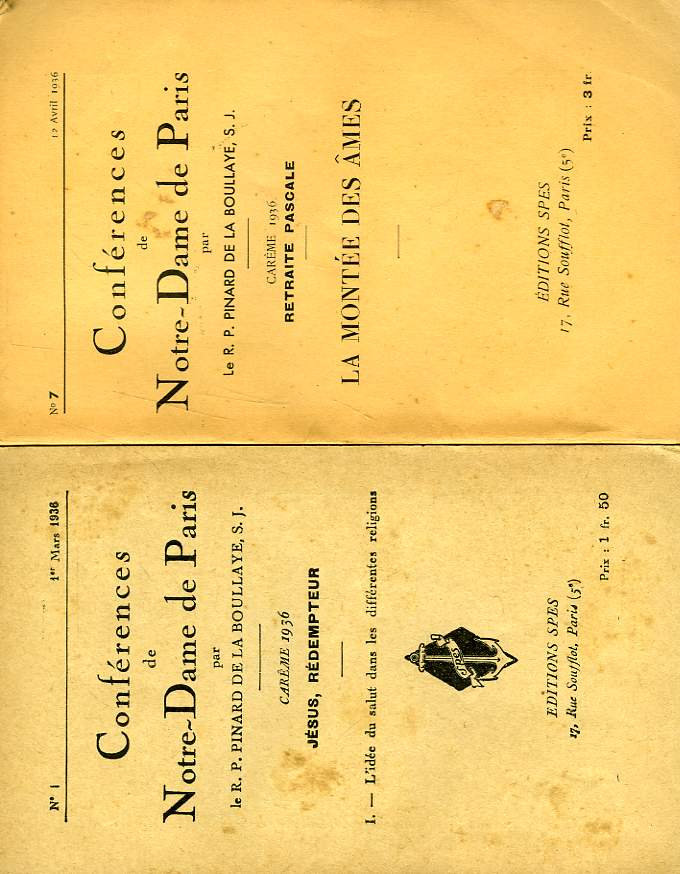 Nº 7 12 Avril 1936
Conférences
de
Notre-Dame de Paris
par
Le R. P. PINARD DE LA BOULLAYE, S. J.
CARÊME 1936
RETRAITE PASCALE
LA MONTÉE DES ÂMES
ÉDITIONS SPES
17, Rue Soufflot, Paris (5ᵉ)
Prix : 3 fr.
Nº 1 1ᵉʳ Mars 1936
Conférences
de
Notre-Dame de Paris
par
le R. P. PINARD DE LA BOULLAYE, S. J.
CARÊME 1936
JÉSUS, RÉDEMPTEUR
I. — L'idée du salut dans les différentes religions
Spes
EDITIONS SPES
17, Rue Soufflot, Paris (5ᵉ)
Prix : 1 fr. 50